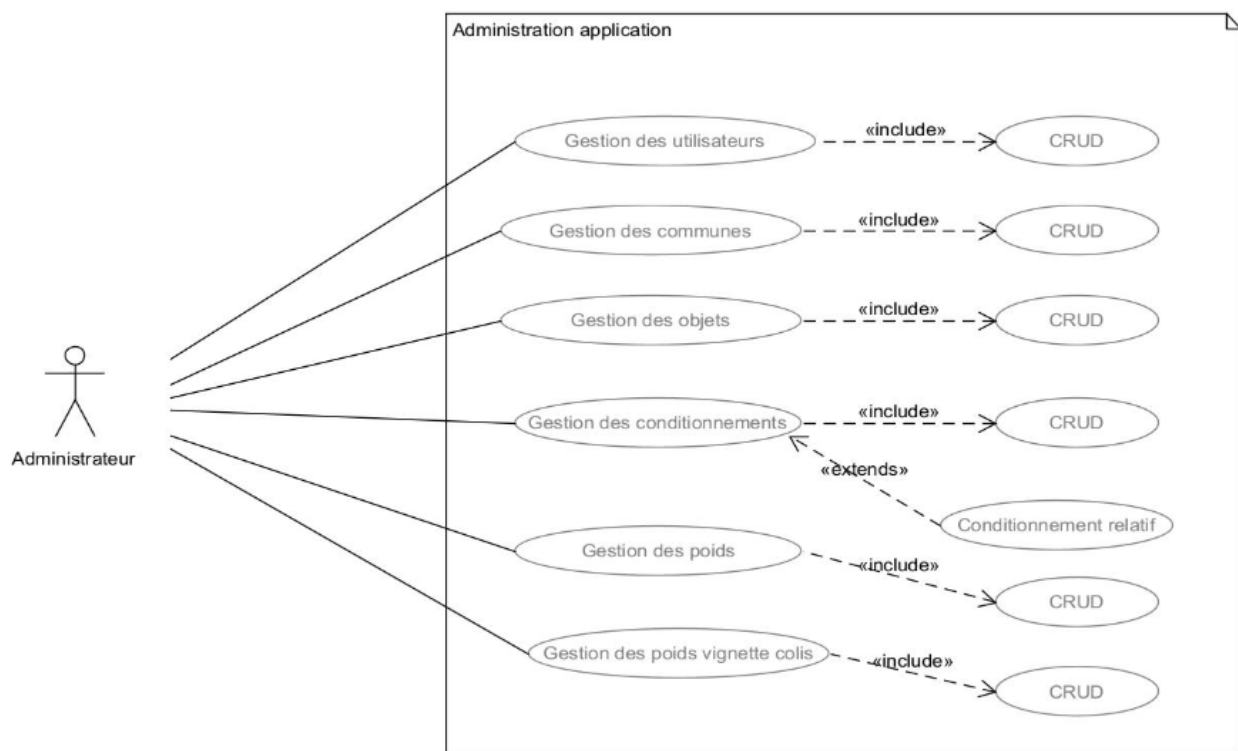 Administration application
Gestion des utilisateurs
«include»
CRUD
Gestion des communes
«include»
CRUD
Gestion des objets
«include»
CRUD
Gestion des conditionnements
«include»
CRUD
«extends»
Administrateur
Conditionnement relatif
Gestion des poids
«include»
CRUD
Gestion des poids vignette colis
«include»
CRUD